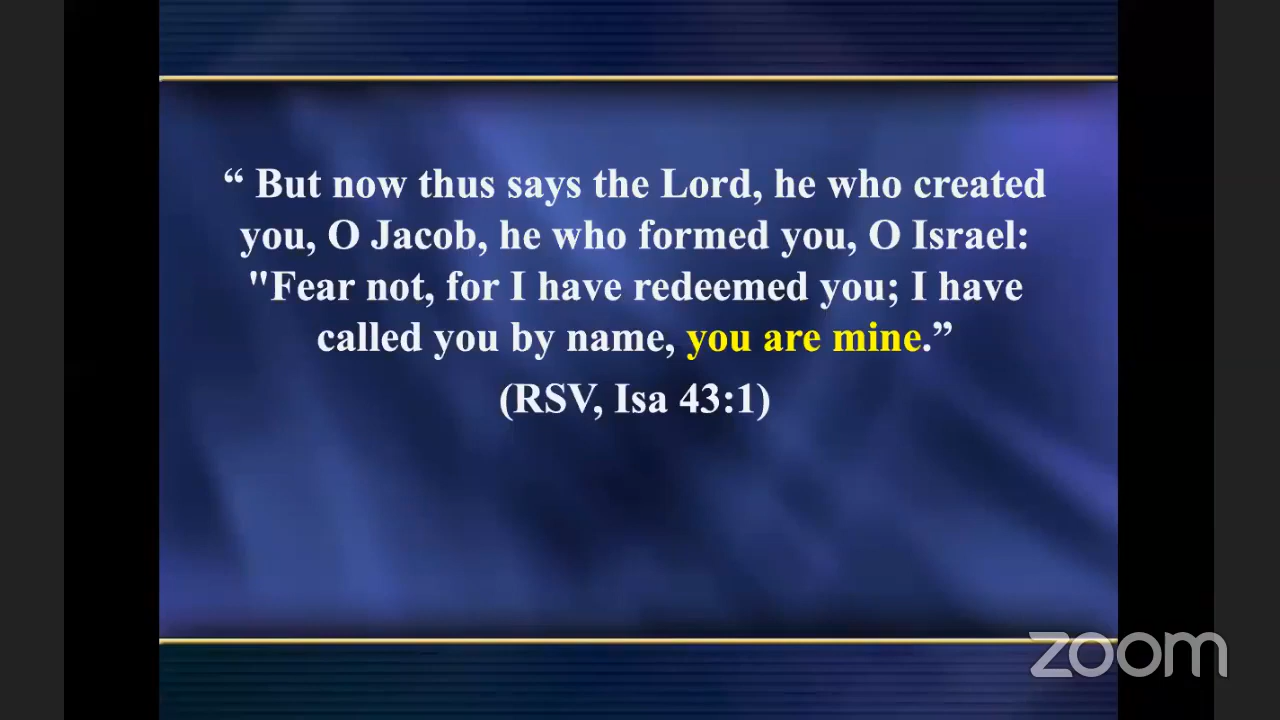 “ But now thus says the Lord, he who created
you, O Jacob, he who formed you, O Israel:
"Fear not, for I have redeemed you; I have
called you by name, you are mine.”
(RSV, Isa 43:1)
zoom